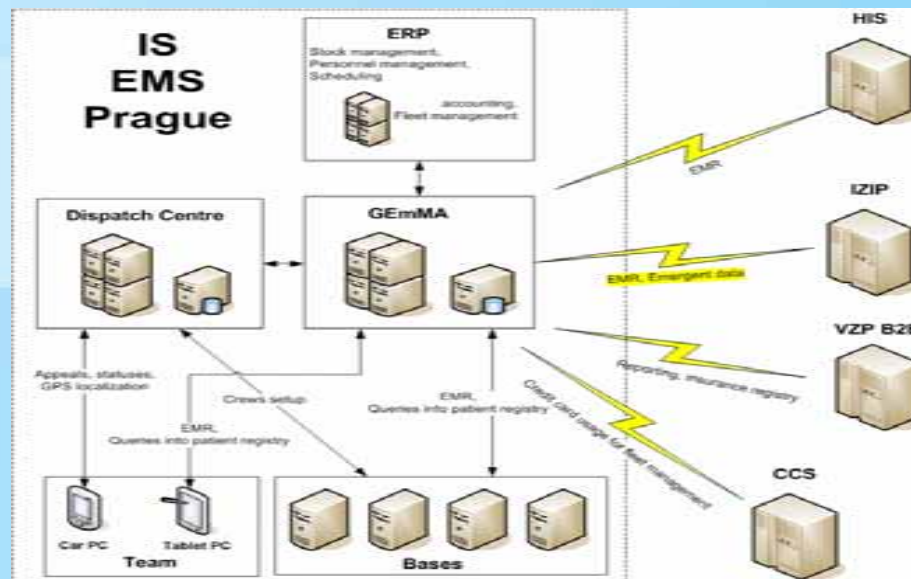 IS
EMS
Prague
ERP
Stock management,
Personnel management,
Scheduling
accounting,
Fleet management
HIS
EMR
Dispatch Centre
GEmMA
IZIP
EMR, Emergent data
VZP B2B
Reporting, insurance registry
Appeals, statuses,
GPS localization
Crews setup
EMR,
Queries into patient registry
EMR,
Queries into patient registry
Credit card usage for fleet management
CCS
Car PC
Tablet PC
Team
Bases